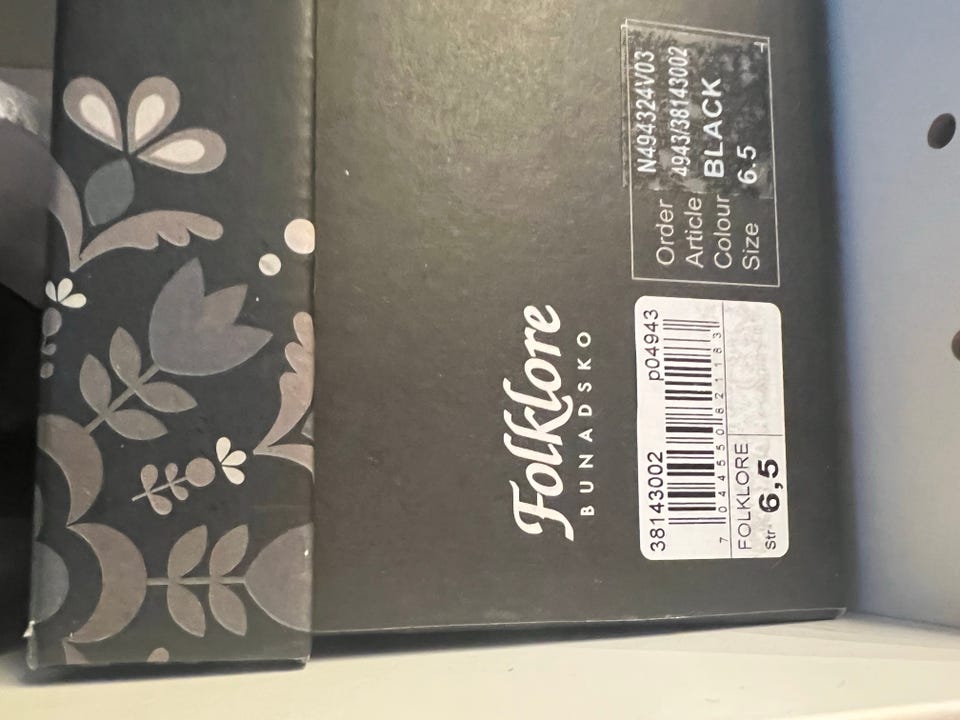 Folklore
BUNADSKO
38143002 p04943
7 044550 821183
FOLKLORE
Str 6,5
Order N494324V03
Article 4943/38143002
Colour BLACK
Size 6.5